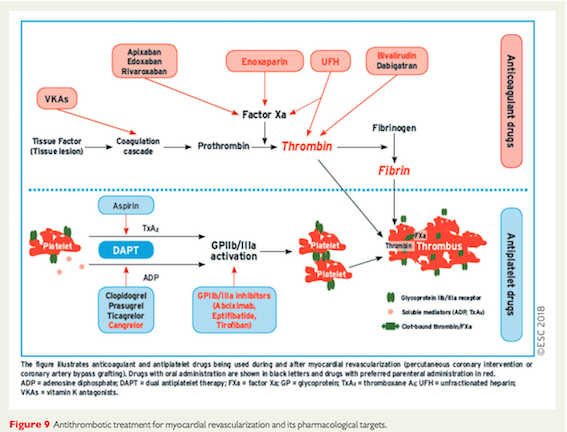 Apixaban
Edoxaban
Rivaroxaban
Enoxaparin
UFH
Bivalirudin
Dabigatran
Anticoagulant drugs
VKAs
Factor Xa
Tissue Factor
(Tissue lesion)
Coagulation
cascade
Prothrombin
Thrombin
Fibrinogen
Fibrin
Aspirin
TxA₂
Platelet
DAPT
GPIIb/IIIa
activation
Platelet
Platelet
Thrombin
FXa
Thrombus
ADP
Clopidogrel
Prasugrel
Ticagrelor
Cangrelor
GPIIb/IIIa inhibitors
(Abciximab,
Eptifibatide,
Tirofiban)
Glycoprotein IIb/IIIa receptor
Soluble mediators (ADP, TxA₂)
Clot-bound thrombin/FXa
Antiplatelet drugs
©ESC 2018
The figure illustrates anticoagulant and antiplatelet drugs being used during and after myocardial revascularization (percutaneous coronary intervention or
coronary artery bypass grafting). Drugs with oral administration are shown in black letters and drugs with preferred parenteral administration in red.
ADP = adenosine diphosphate; DAPT = dual antiplatelet therapy; FXa = factor Xa; GP = glycoprotein; TxA₂ = thromboxane A₂; UFH = unfractionated heparin;
VKAs = vitamin K antagonists.
Figure 9 Antithrombotic treatment for myocardial revascularization and its pharmacological targets.